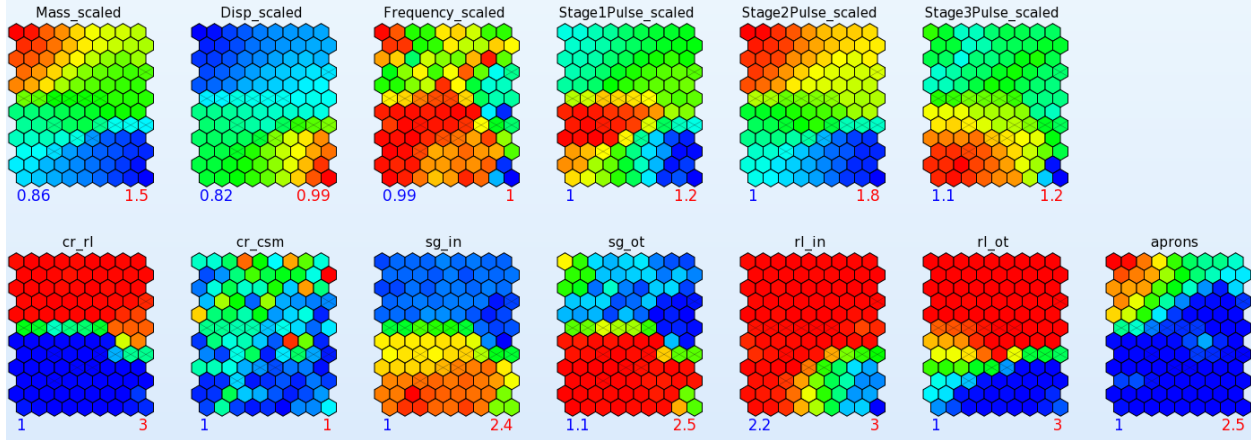 Mass_scaled Disp_scaled Frequency_scaled Stage1Pulse_scaled Stage2Pulse_scaled Stage3Pulse_scaled
0.86 1.5 0.82 0.99 0.99 1 1 1.2 1 1.8 1.1 1.2
cr_rl cr_csm sg_in sg_ot rl_in rl_ot aprons
1 3 1 1 1 2.4 1.1 2.5 2.2 3 1 3 1 2.5